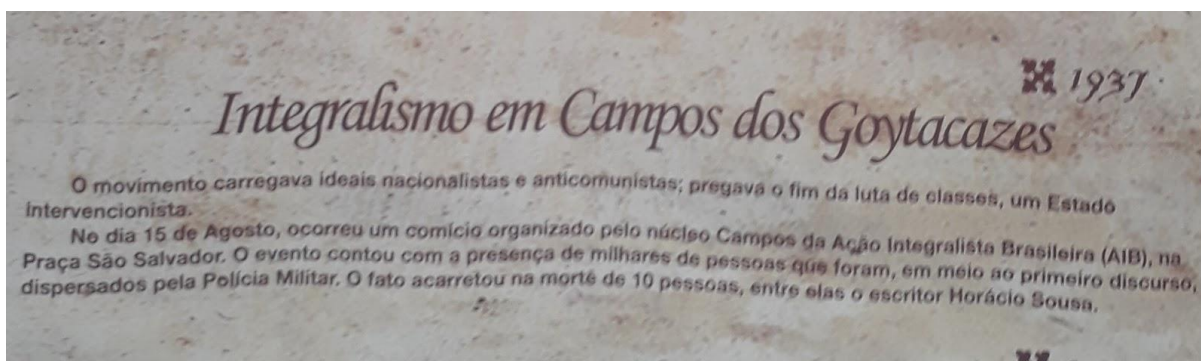 1937
Integralismo em Campos dos Goytacazes
O movimento carregava ideais nacionalistas e anticomunistas; pregava o fim da luta de classes, um Estado
Intervencionista.
No dia 15 de Agosto, ocorreu um comício organizado pelo núcleo Campos da Ação Integralista Brasileira (AIB), na
Praça São Salvador. O evento contou com a presença de milhares de pessoas que foram, em meio ao primeiro discurso,
dispersados pela Polícia Militar. O fato acarretou na morte de 10 pessoas, entre elas o escritor Horácio Sousa.